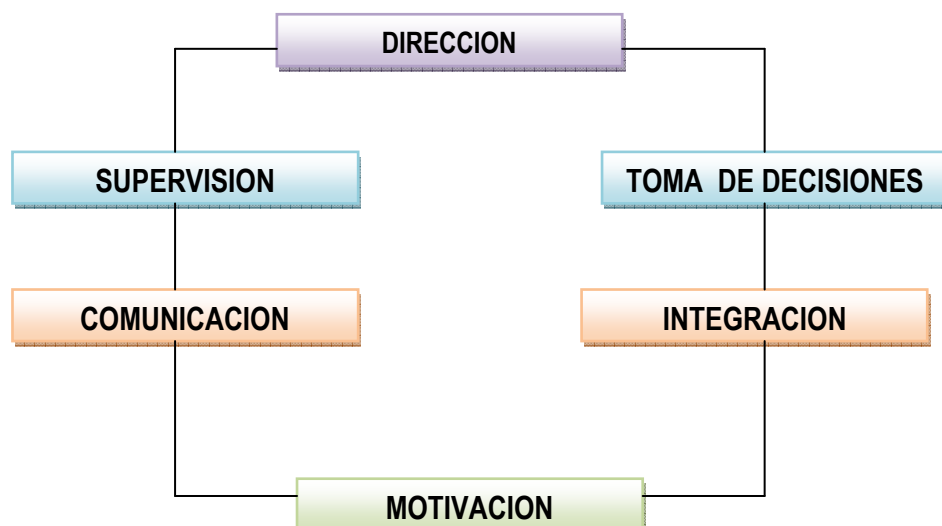 DIRECCION
SUPERVISION
TOMA DE DECISIONES
COMUNICACION
INTEGRACION
MOTIVACION